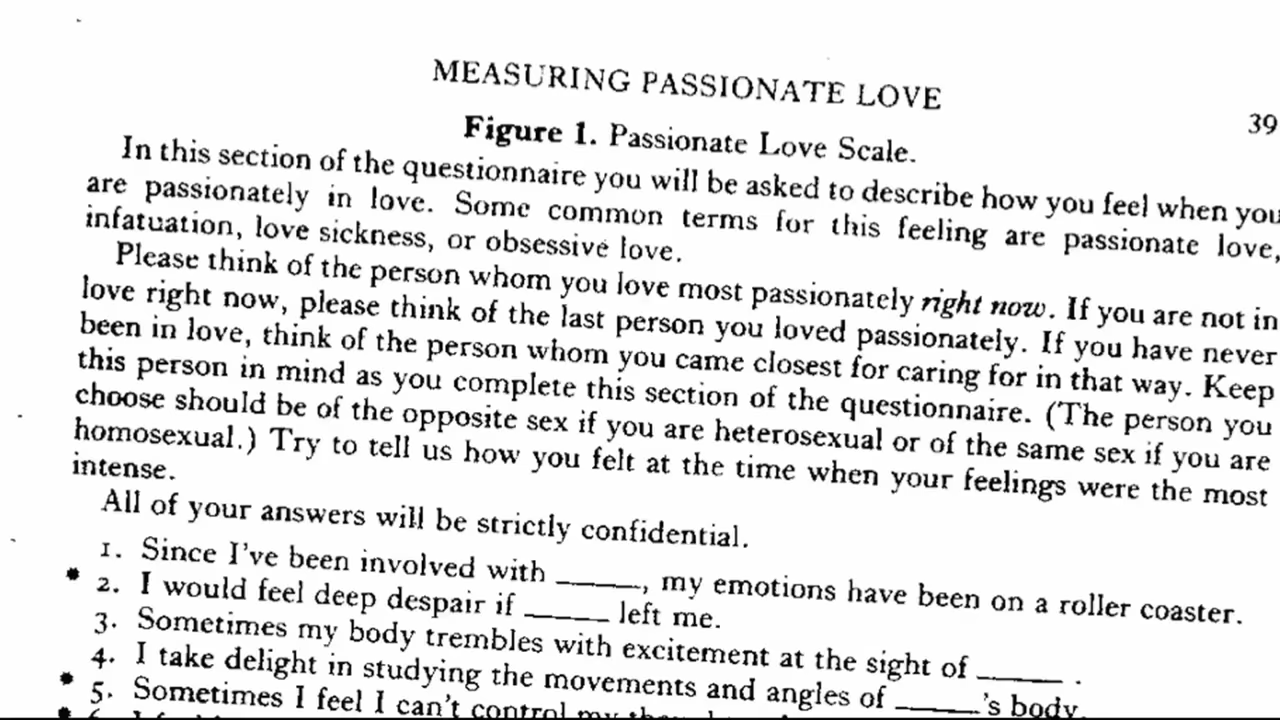 MEASURING PASSIONATE LOVE
39
Figure 1. Passionate Love Scale.
In this section of the questionnaire you will be asked to describe how you feel when you
are passionately in love. Some common terms for this feeling are passionate love,
infatuation, love sickness, or obsessive love.
Please think of the person whom you love most passionately right now. If you are not in
love right now, please think of the last person you loved passionately. If you have never
been in love, think of the person whom you came closest for caring for in that way. Keep
this person in mind as you complete this section of the questionnaire. (The person you
choose should be of the opposite sex if you are heterosexual or of the same sex if you are
homosexual.) Try to tell us how you felt at the time when your feelings were the most
intense.
All of your answers will be strictly confidential.
1. Since I've been involved with _____, my emotions have been on a roller coaster.
* 2. I would feel deep despair if _____ left me.
3. Sometimes my body trembles with excitement at the sight of _____ .
4. I take delight in studying the movements and angles of _____'s body.
* 5. Sometimes I feel I can't control my